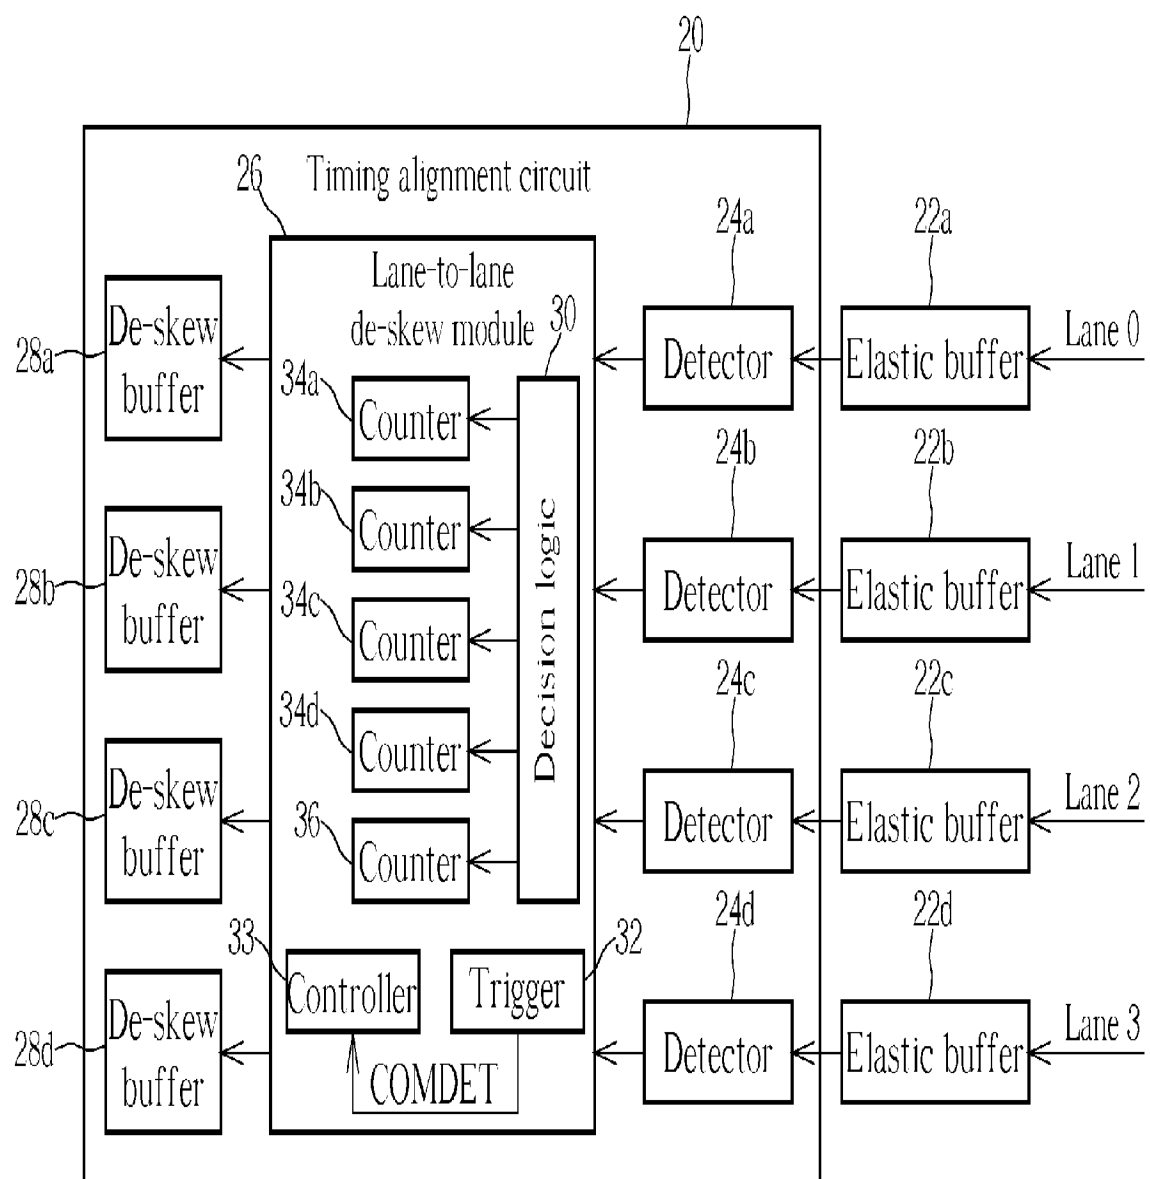 20
Timing alignment circuit
26
24a
22a
Lane-to-lane
de-skew module
30
De-skew
buffer
28a
Detector
Elastic buffer
Lane 0
34a
Counter
24b
22b
34b
Counter
De-skew
buffer
28b
Decision logic
Detector
Elastic buffer
Lane 1
34c
Counter
24c
22c
34d
Counter
De-skew
buffer
28c
36
Counter
Detector
Elastic buffer
Lane 2
24d
22d
33
32
Controller
Trigger
De-skew
buffer
28d
COMDET
Detector
Elastic buffer
Lane 3